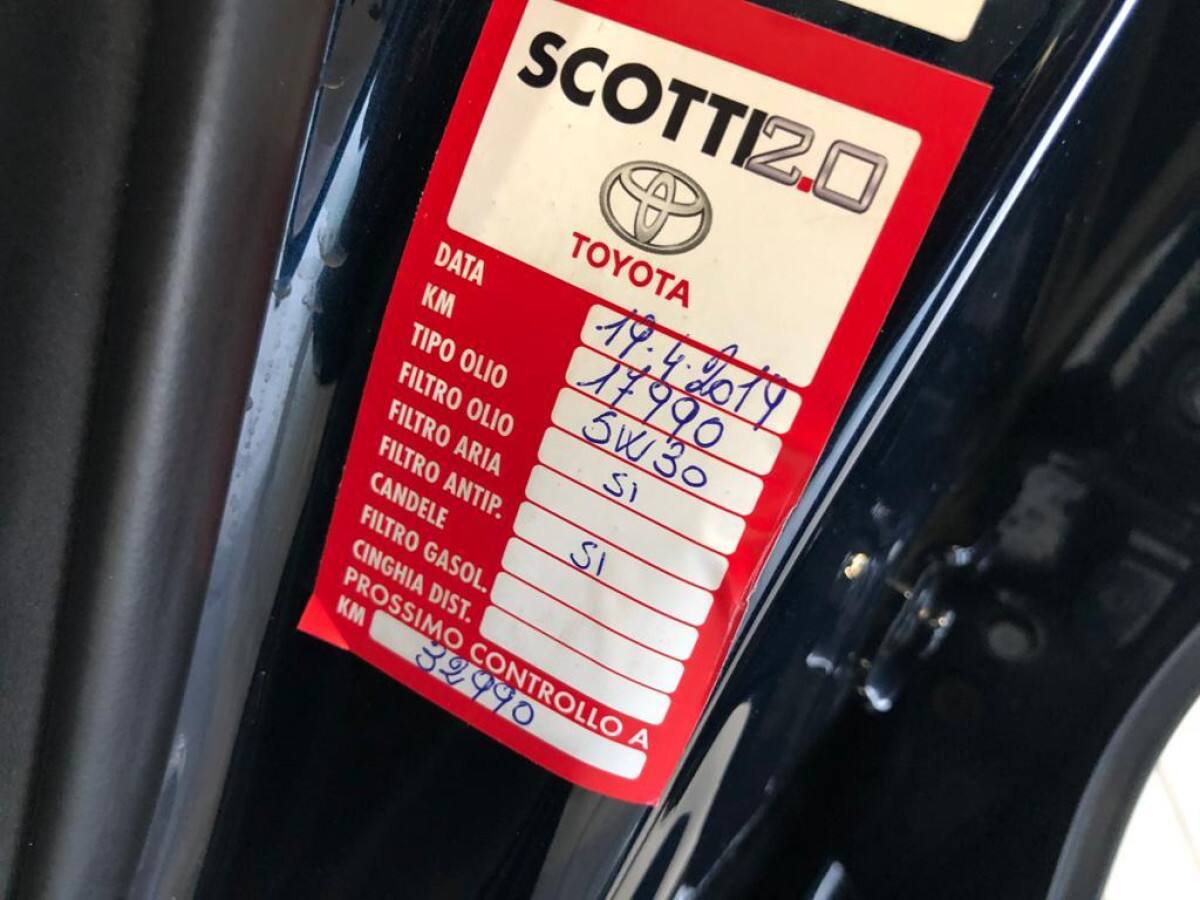 SCOTTI2.0
TOYOTA
DATA 19.4.2019
KM 17990
TIPO OLIO 5W30
FILTRO OLIO SI
FILTRO ARIA
FILTRO ANTIP. SI
CANDELE
FILTRO GASOL.
CINGHIA DIST.
PROSSIMO CONTROLLO A
KM 32990